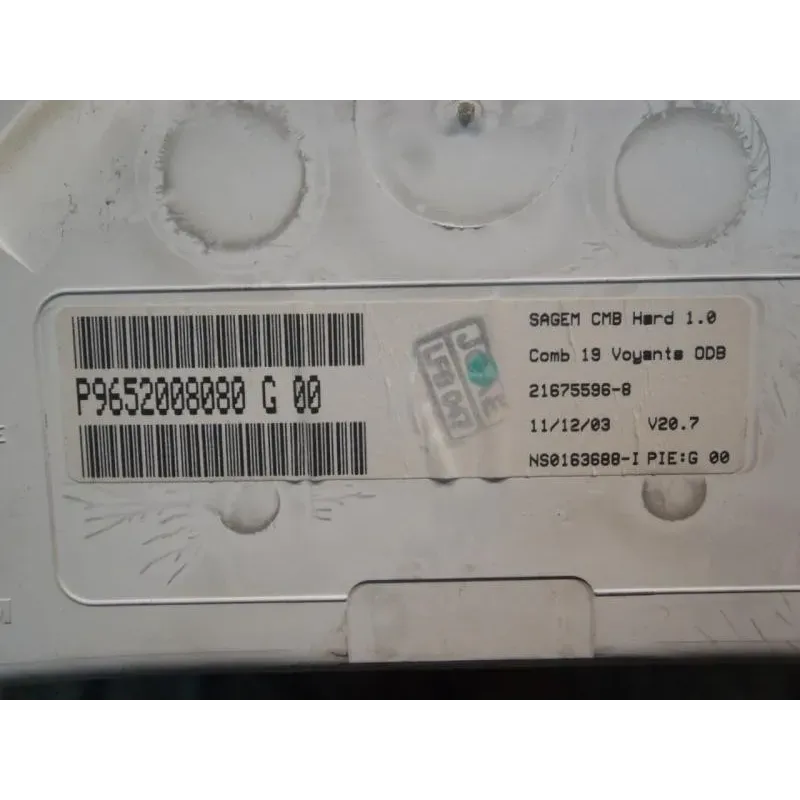 P9652008080 G 00
SAGEM CMB Hard 1.0
Comb 19 Voyants ODB
21675596-8
11/12/03 V20.7
NS0163688-I PIE:G 00